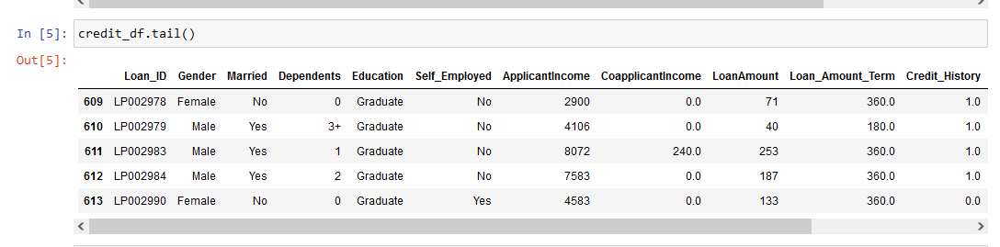 In [5]: credit_df.tail()
Out[5]:
Loan_ID Gender Married Dependents Education Self_Employed ApplicantIncome CoapplicantIncome LoanAmount Loan_Amount_Term Credit_History
609 LP002978 Female No 0 Graduate No 2900 0.0 71 360.0 1.0
610 LP002979 Male Yes 3+ Graduate No 4106 0.0 40 180.0 1.0
611 LP002983 Male Yes 1 Graduate No 8072 240.0 253 360.0 1.0
612 LP002984 Male Yes 2 Graduate No 7583 0.0 187 360.0 1.0
613 LP002990 Female No 0 Graduate Yes 4583 0.0 133 360.0 0.0